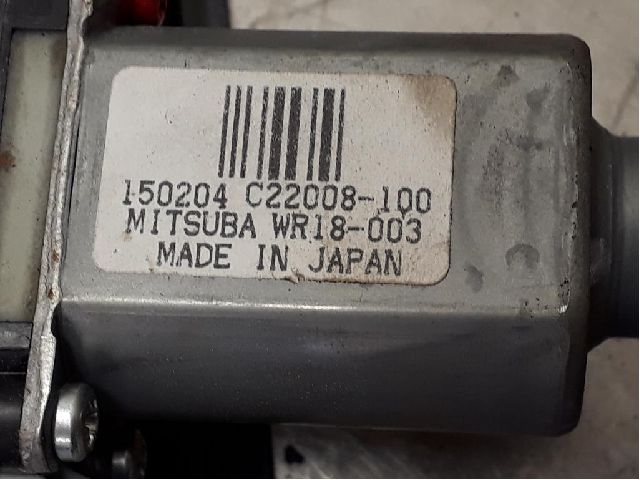 150204 C22008-100
MITSUBA WR18-003
MADE IN JAPAN